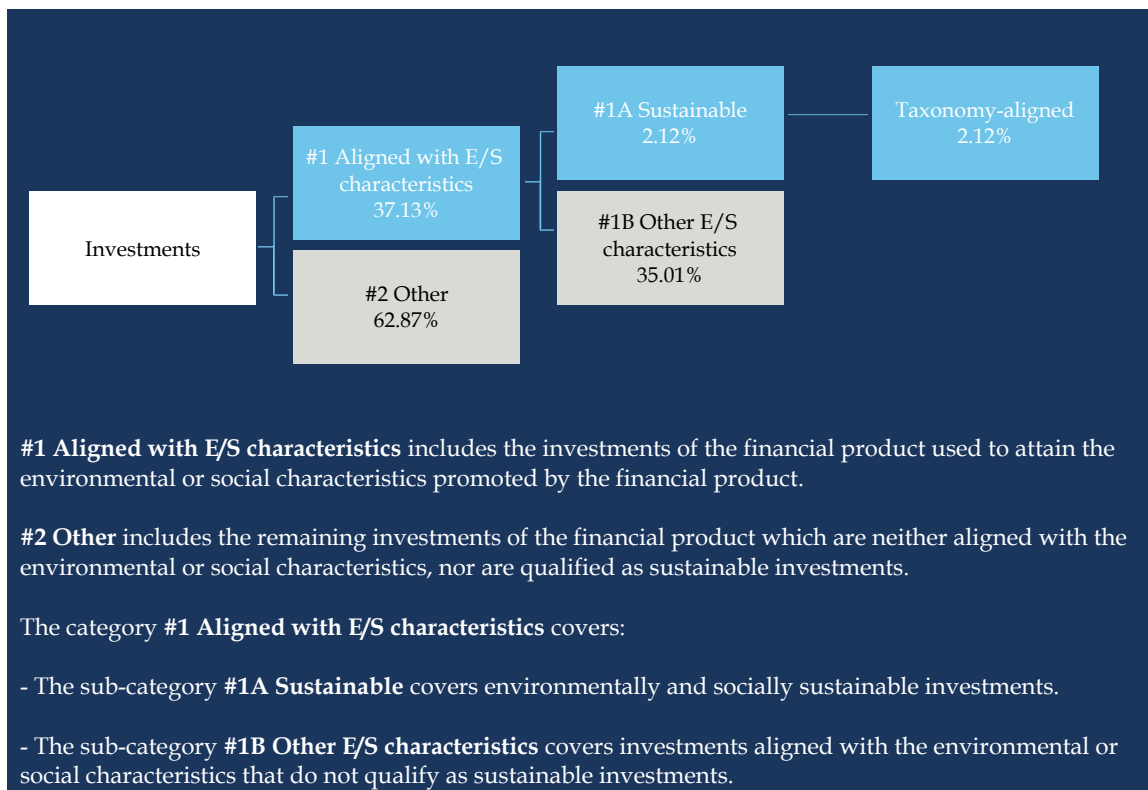 #1A Sustainable
2.12%
Taxonomy-aligned
2.12%
#1 Aligned with E/S
characteristics
37.13%
Investments
#1B Other E/S
characteristics
35.01%
#2 Other
62.87%
#1 Aligned with E/S characteristics includes the investments of the financial product used to attain the
environmental or social characteristics promoted by the financial product.
#2 Other includes the remaining investments of the financial product which are neither aligned with the
environmental or social characteristics, nor are qualified as sustainable investments.
The category #1 Aligned with E/S characteristics covers:
- The sub-category #1A Sustainable covers environmentally and socially sustainable investments.
- The sub-category #1B Other E/S characteristics covers investments aligned with the environmental or
social characteristics that do not qualify as sustainable investments.